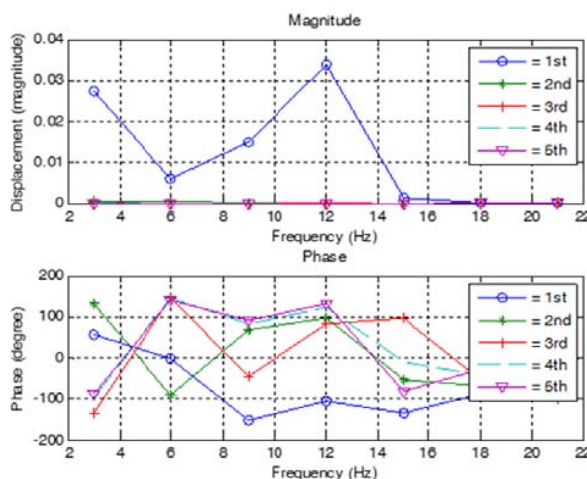 Magnitude
Displacement (magnitude)
0.04
0.03
0.02
0.01
0
2 4 6 8 10 12 14 16 18 20 22
Frequency (Hz)
= 1st
= 2nd
= 3rd
= 4th
= 5th
Phase
Phase (degree)
200
100
0
-100
-200
2 4 6 8 10 12 14 16 18 20 22
Frequency (Hz)
= 1st
= 2nd
= 3rd
= 4th
= 5th